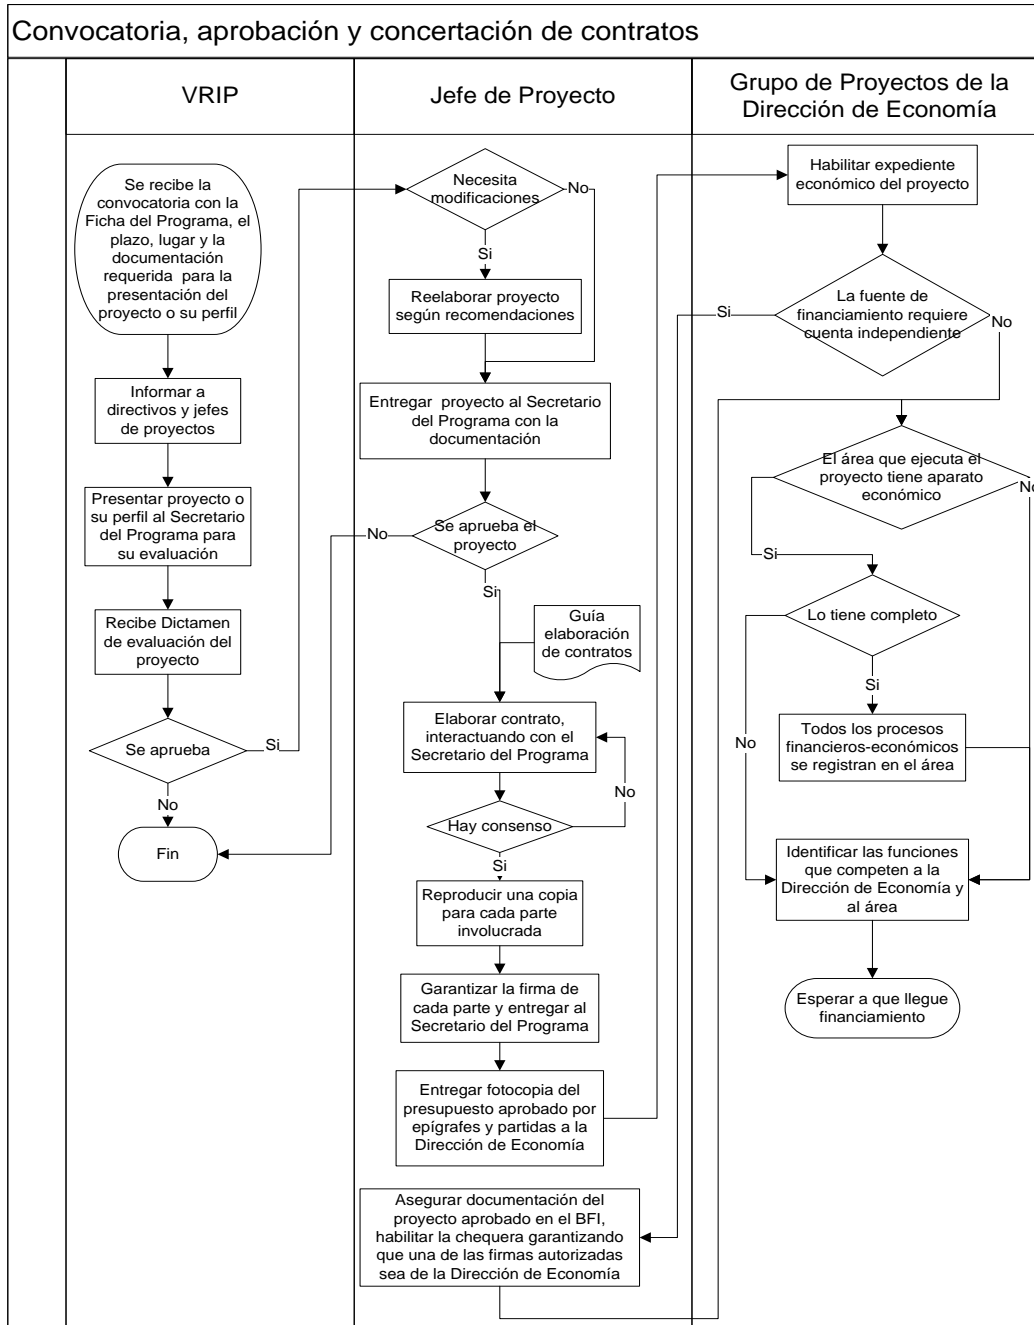 Convocatoria, aprobación y concertación de contratos
VRIP
Jefe de Proyecto
Grupo de Proyectos de la
Dirección de Economía
Se recibe la
convocatoria con la
Ficha del Programa, el
plazo, lugar y la
documentación
requerida para la
presentación del
proyecto o su perfil
Informar a
directivos y jefes
de proyectos
Presentar proyecto o
su perfil al Secretario
del Programa para
su evaluación
Recibe Dictamen
de evaluación del
proyecto
Se aprueba
Si
No
Fin
Necesita
modificaciones
No
Si
Reelaborar proyecto
según recomendaciones
Entregar proyecto al Secretario
del Programa con la
documentación
Se aprueba el
proyecto
No
Si
Guía
elaboración
de contratos
Elaborar contrato,
interactuando con el
Secretario del Programa
No
Hay consenso
Si
Reproducir una copia
para cada parte
involucrada
Garantizar la firma de
cada parte y entregar al
Secretario del Programa
Entregar fotocopia del
presupuesto aprobado por
epígrafes y partidas a la
Dirección de Economía
Asegurar documentación del
proyecto aprobado en el BFI,
habilitar la chequera garantizando
que una de las firmas autorizadas
sea de la Dirección de Economía
Habilitar expediente
económico del proyecto
La fuente de
financiamiento requiere
cuenta independiente
Si
No
El área que ejecuta el
proyecto tiene aparato
económico
No
Si
Lo tiene completo
Si
No
Todos los procesos
financieros-económicos
se registran en el área
Identificar las funciones
que competen a la
Dirección de Economía y
al área
Esperar a que llegue
financiamiento